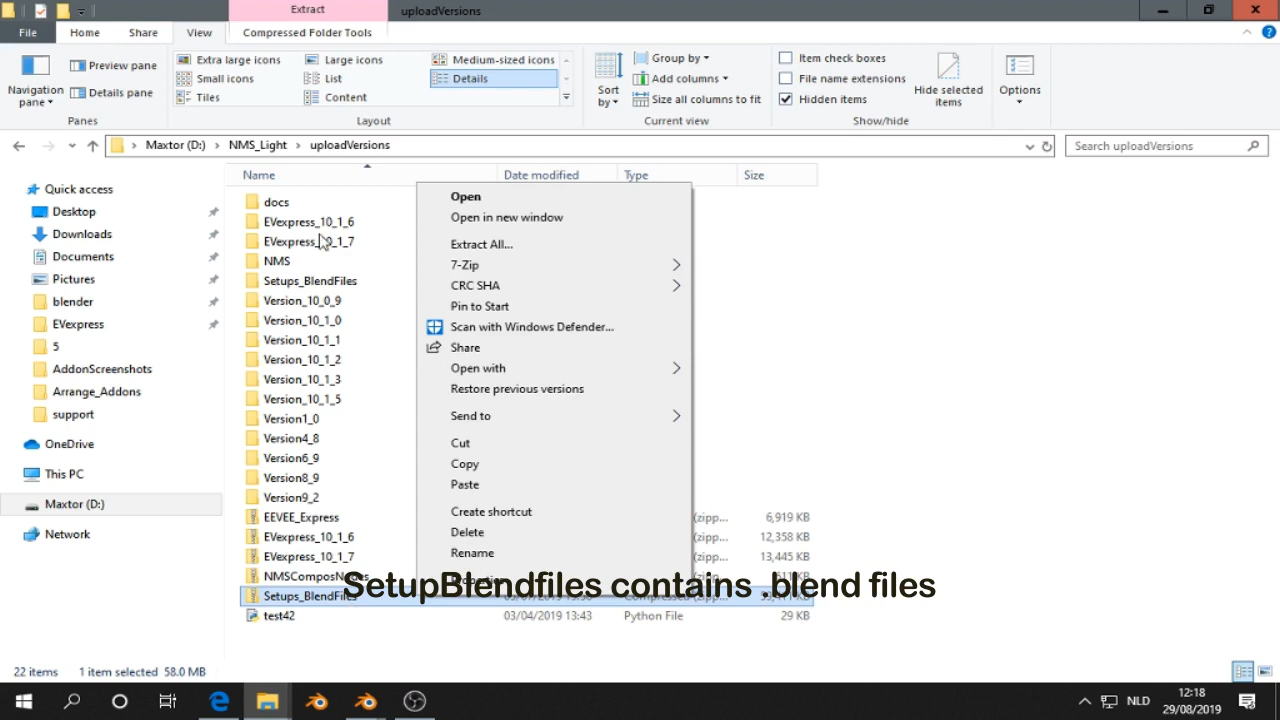 Extract
uploadVersions
File
Home
Share
View
Compressed Folder Tools
Navigation pane
Preview pane
Details pane
Panes
Extra large icons
Large icons
Medium-sized icons
Small icons
List
Details
Tiles
Content
Layout
Sort by
Group by
Add columns
Size all columns to fit
Current view
Item check boxes
File name extensions
Hidden items
Hide selected items
Show/hide
Options
Maxtor (D:)
NMS_Light
uploadVersions
Search uploadVersions
Quick access
Desktop
Downloads
Documents
Pictures
blender
EVexpress
5
AddonScreenshots
Arrange_Addons
support
OneDrive
This PC
Maxtor (D:)
Network
Name
Date modified
Type
Size
docs
EVexpress_10_1_6
EVexpress_10_1_7
NMS
Setups_BlendFiles
Version_10_0_9
Version_10_1_0
Version_10_1_1
Version_10_1_2
Version_10_1_3
Version_10_1_5
Version1_0
Version4_8
Version6_9
Version8_9
Version9_2
EEVEE_Express
(zipp...
6,919 KB
EVexpress_10_1_6
(zipp...
12,358 KB
EVexpress_10_1_7
(zipp...
13,445 KB
(zipp...
Setups_BlendFiles
test42
03/04/2019 13:43
Python File
29 KB
Open
Open in new window
Extract All...
7-Zip
CRC SHA
Pin to Start
Scan with Windows Defender...
Share
Open with
Restore previous versions
Send to
Cut
Copy
Paste
Create shortcut
Delete
Rename
SetupBlendfiles contains .blend files
22 items
1 item selected 58.0 MB
NLD
12:18
29/08/2019